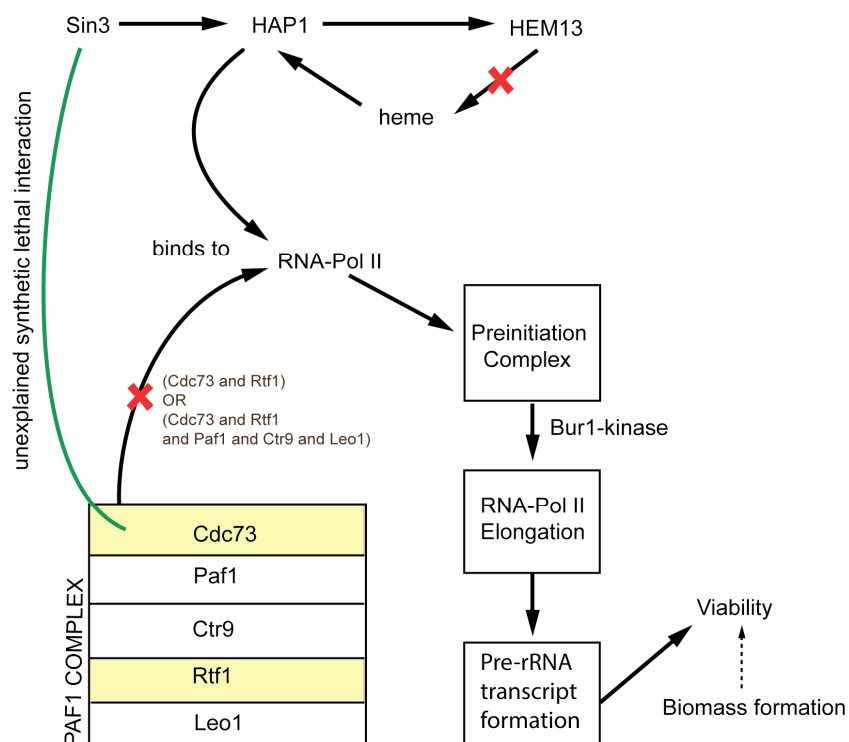 Sin3
HAP1
HEM13
heme
unexplained synthetic lethal interaction
binds to
RNA-Pol II
Preinitiation
Complex
(Cdc73 and Rtf1)
OR
(Cdc73 and Rtf1
and Paf1 and Ctr9 and Leo1)
Bur1-kinase
RNA-Pol II
Elongation
PAF1 COMPLEX
Cdc73
Paf1
Ctr9
Rtf1
Leo1
Pre-rRNA
transcript
formation
Viability
Biomass formation